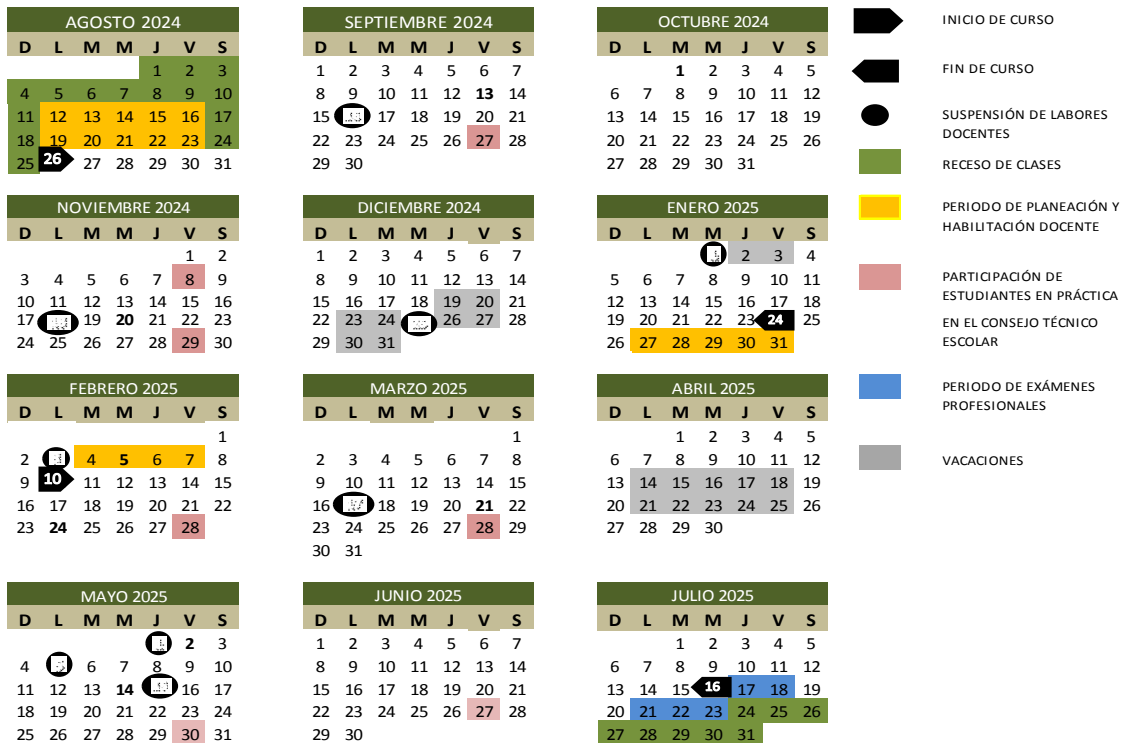 AGOSTO 2024
D L M M J V S
1 2 3
4 5 6 7 8 9 10
11 12 13 14 15 16 17
18 19 20 21 22 23 24
25 26 27 28 29 30 31
SEPTIEMBRE 2024
D L M M J V S
1 2 3 4 5 6 7
8 9 10 11 12 13 14
15 17 18 19 20 21
22 23 24 25 26 27 28
29 30
OCTUBRE 2024
D L M M J V S
1 2 3 4 5
6 7 8 9 10 11 12
13 14 15 16 17 18 19
20 21 22 23 24 25 26
27 28 29 30 31
NOVIEMBRE 2024
D L M M J V S
1 2
3 4 5 6 7 8 9
10 11 12 13 14 15 16
17 19 20 21 22 23
24 25 26 27 28 29 30
DICIEMBRE 2024
D L M M J V S
1 2 3 4 5 6 7
8 9 10 11 12 13 14
15 16 17 18 19 20 21
22 23 24 26 27 28
29 30 31
ENERO 2025
D L M M J V S
2 3 4
5 6 7 8 9 10 11
12 13 14 15 16 17 18
19 20 21 22 23 24 25
26 27 28 29 30 31
FEBRERO 2025
D L M M J V S
1
2 4 5 6 7 8
9 10 11 12 13 14 15
16 17 18 19 20 21 22
23 24 25 26 27 28
MARZO 2025
D L M M J V S
1
2 3 4 5 6 7 8
9 10 11 12 13 14 15
16 18 19 20 21 22
23 24 25 26 27 28 29
30 31
ABRIL 2025
D L M M J V S
1 2 3 4 5
6 7 8 9 10 11 12
13 14 15 16 17 18 19
20 21 22 23 24 25 26
27 28 29 30
MAYO 2025
D L M M J V S
2 3
4 6 7 8 9 10
11 12 13 14 16 17
18 19 20 21 22 23 24
25 26 27 28 29 30 31
JUNIO 2025
D L M M J V S
1 2 3 4 5 6 7
8 9 10 11 12 13 14
15 16 17 18 19 20 21
22 23 24 25 26 27 28
29 30
JULIO 2025
D L M M J V S
1 2 3 4 5
6 7 8 9 10 11 12
13 14 15 16 17 18 19
20 21 22 23 24 25 26
27 28 29 30 31
INICIO DE CURSO
FIN DE CURSO
SUSPENSIÓN DE LABORES
DOCENTES
RECESO DE CLASES
PERIODO DE PLANEACIÓN Y
HABILITACIÓN DOCENTE
PARTICIPACIÓN DE
ESTUDIANTES EN PRÁCTICA
EN EL CONSEJO TÉCNICO
ESCOLAR
PERIODO DE EXÁMENES
PROFESIONALES
VACACIONES